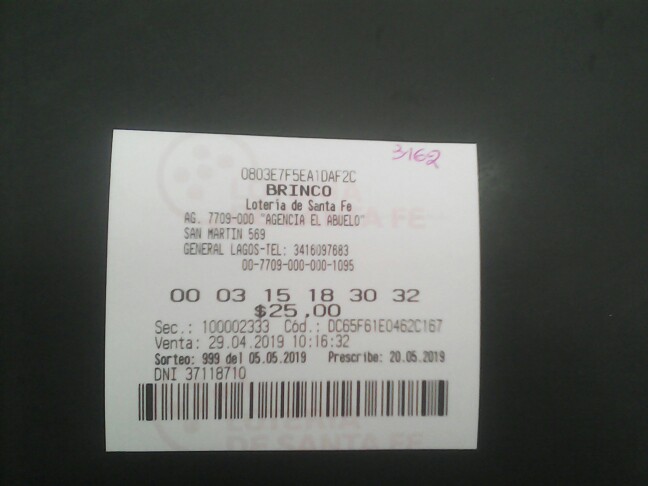 3162
0803E7F5EA1DAF2C
BRINCO
Lotería de Santa Fe
AG. 7709-000 "AGENCIA EL ABUELO"
SAN MARTIN 569
GENERAL LAGOS-TEL: 3416097683
00-7709-000-000-1095
00 03 15 18 30 32
$25,00
Sec.: 100002333 Cód.: DC65F61E0462C167
Venta: 29.04.2019 10:16:32
Sorteo: 999 del 05.05.2019 Prescribe: 20.05.2019
DNI 37118710
LOTERIA
DE SANTA FE